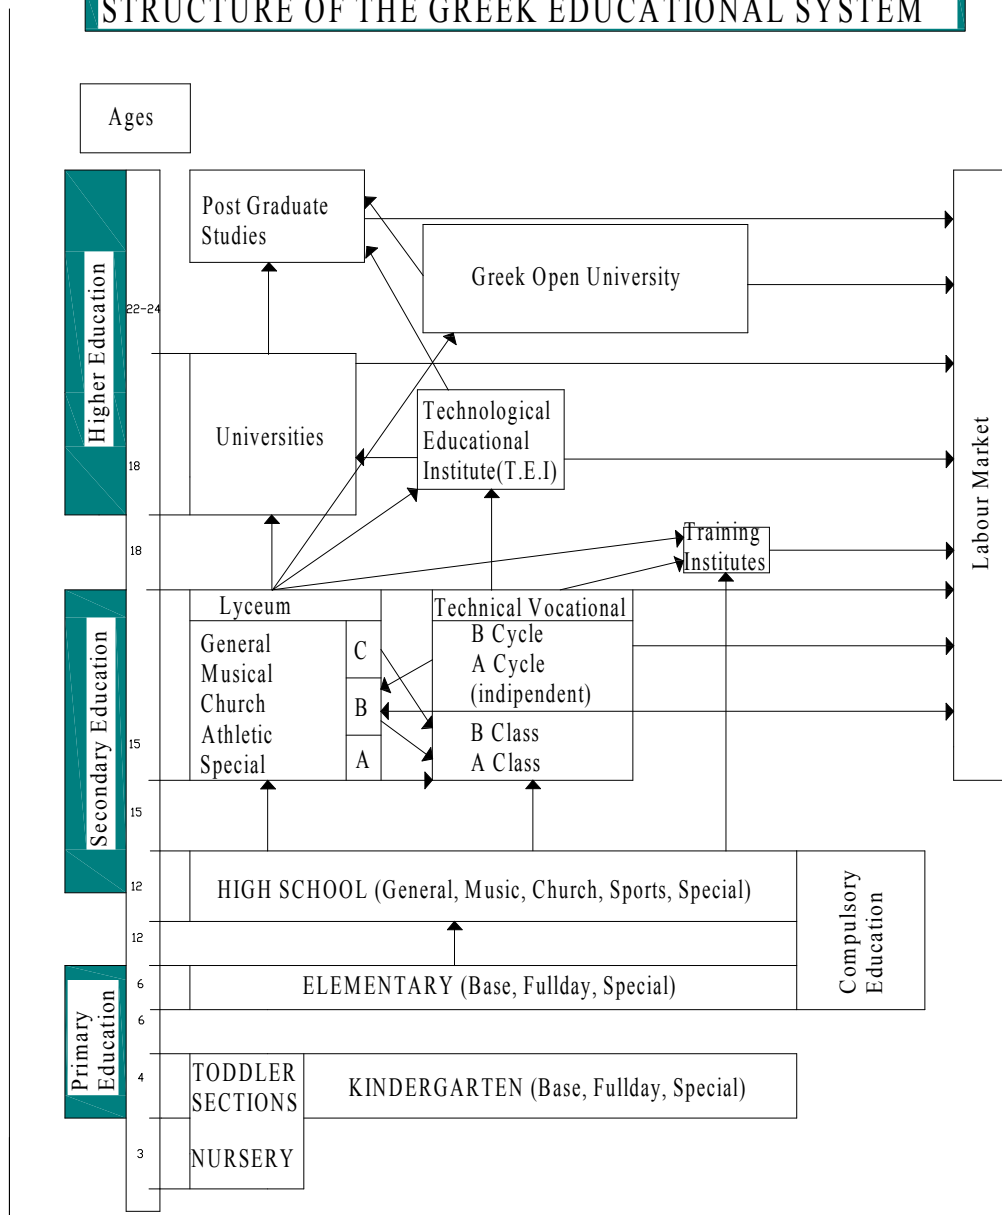 STRUCTURE OF THE GREEK EDUCATIONAL SYSTEM
Ages
Higher Education
22-24
18
18
Post Graduate
Studies
Greek Open University
Universities
Technological
Educational
Institute(T.E.I)
Training
Institutes
Labour Market
Secondary Education
15
15
12
12
Lyceum
General
Musical
Church
Athletic
Special
C
B
A
Technical Vocational
B Cycle
A Cycle
(indipendent)
B Class
A Class
HIGH SCHOOL (General, Music, Church, Sports, Special)
Compulsory
Education
Primary
Education
6
6
4
3
ELEMENTARY (Base, Fullday, Special)
TODDLER
SECTIONS
NURSERY
KINDERGARTEN (Base, Fullday, Special)